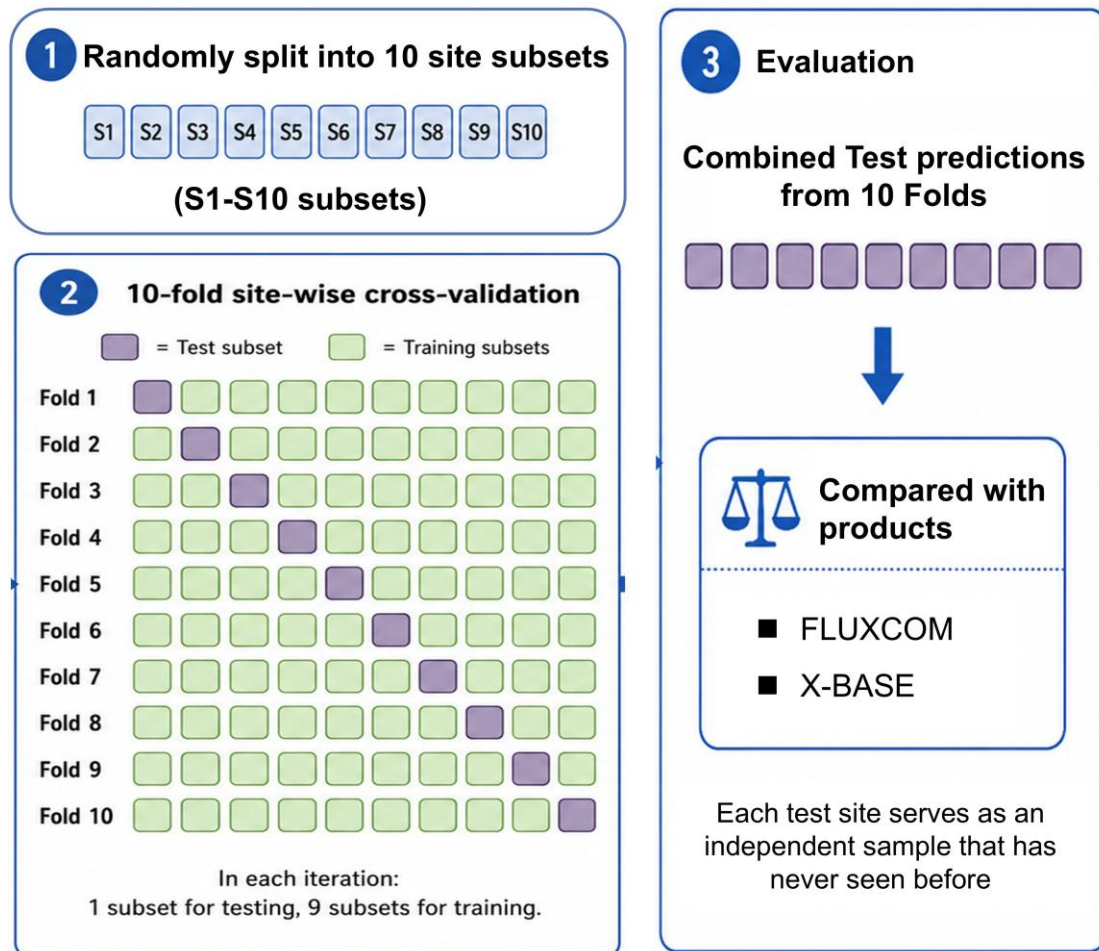 1 Randomly split into 10 site subsets
S1 S2 S3 S4 S5 S6 S7 S8 S9 S10
(S1-S10 subsets)
2 10-fold site-wise cross-validation
= Test subset = Training subsets
Fold 1
Fold 2
Fold 3
Fold 4
Fold 5
Fold 6
Fold 7
Fold 8
Fold 9
Fold 10
In each iteration:
1 subset for testing, 9 subsets for training.
3 Evaluation
Combined Test predictions
from 10 Folds
Compared with
products
■ FLUXCOM
■ X-BASE
Each test site serves as an
independent sample that has
never seen before